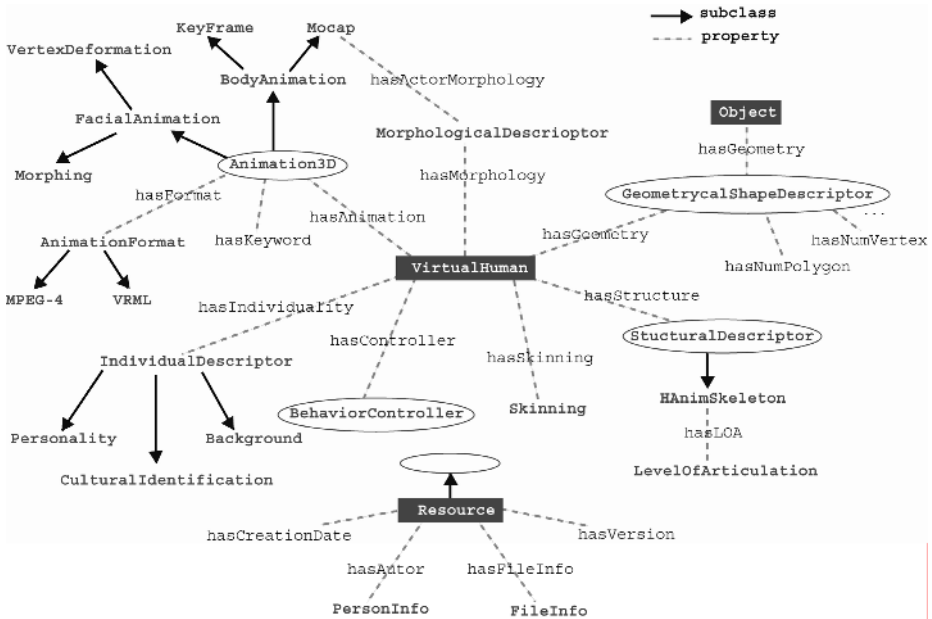 subclass
property
KeyFrame
Mocap
VertexDeformation
BodyAnimation
hasActorMorphology
FacialAnimation
MorphologicalDescrioptor
Object
hasGeometry
Animation3D
Morphing
hasMorphology
hasFormat
GeometrycalShapeDescriptor
...
hasAnimation
hasKeyword
AnimationFormat
hasGeometry
hasNumVertex
hasNumPolygon
VirtualHuman
MPEG-4
VRML
hasIndividuality
hasStructure
hasController
StucturalDescriptor
hasSkinning
IndividualDescriptor
HAnimSkeleton
BehaviorController
Skinning
Personality
Background
hasLOA
CulturalIdentification
LevelOfArticulation
Resource
hasCreationDate
hasVersion
hasAutor
hasFileInfo
PersonInfo
FileInfo